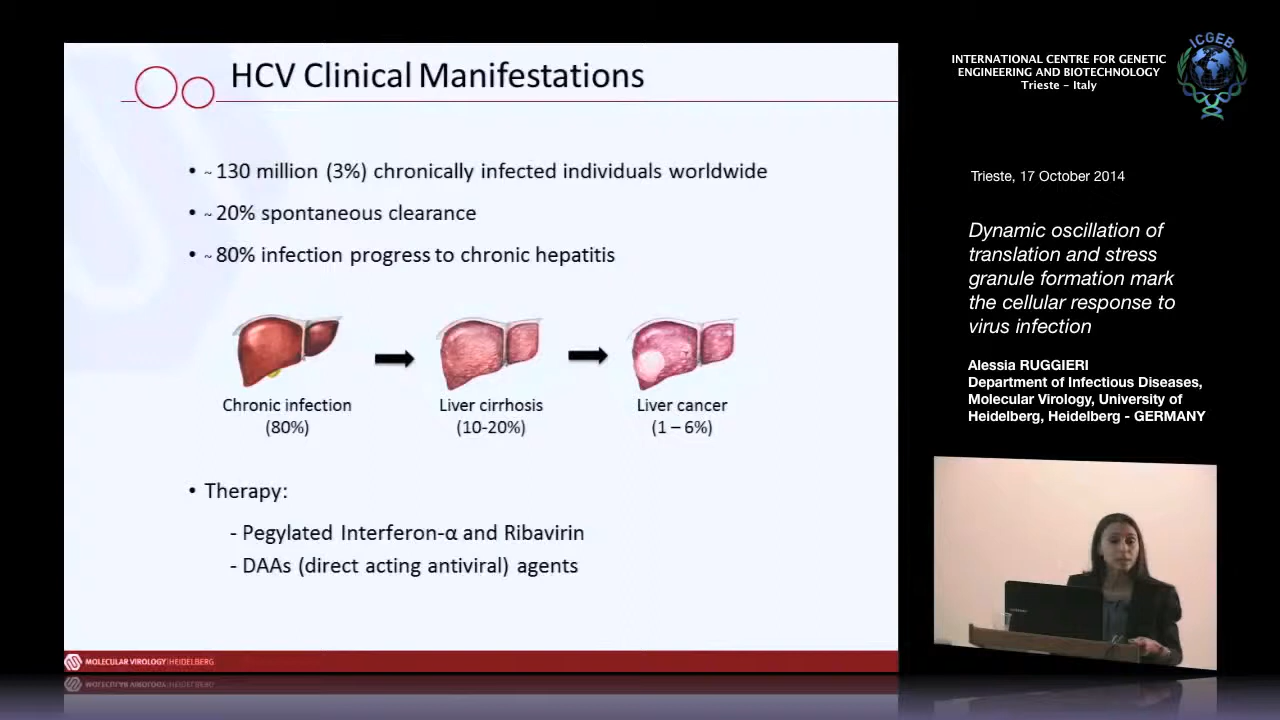 HCV Clinical Manifestations
• ~ 130 million (3%) chronically infected individuals worldwide
• ~ 20% spontaneous clearance
• ~ 80% infection progress to chronic hepatitis
Chronic infection
(80%)
Liver cirrhosis
(10-20%)
Liver cancer
(1 – 6%)
• Therapy:
- Pegylated Interferon-α and Ribavirin
- DAAs (direct acting antiviral) agents
MOLECULAR VIROLOGY|HEIDELBERG
INTERNATIONAL CENTRE FOR GENETIC
ENGINEERING AND BIOTECHNOLOGY
Trieste – Italy
ICGEB
Trieste, 17 October 2014
Dynamic oscillation of
translation and stress
granule formation mark
the cellular response to
virus infection
Alessia RUGGIERI
Department of Infectious Diseases,
Molecular Virology, University of
Heidelberg, Heidelberg - GERMANY